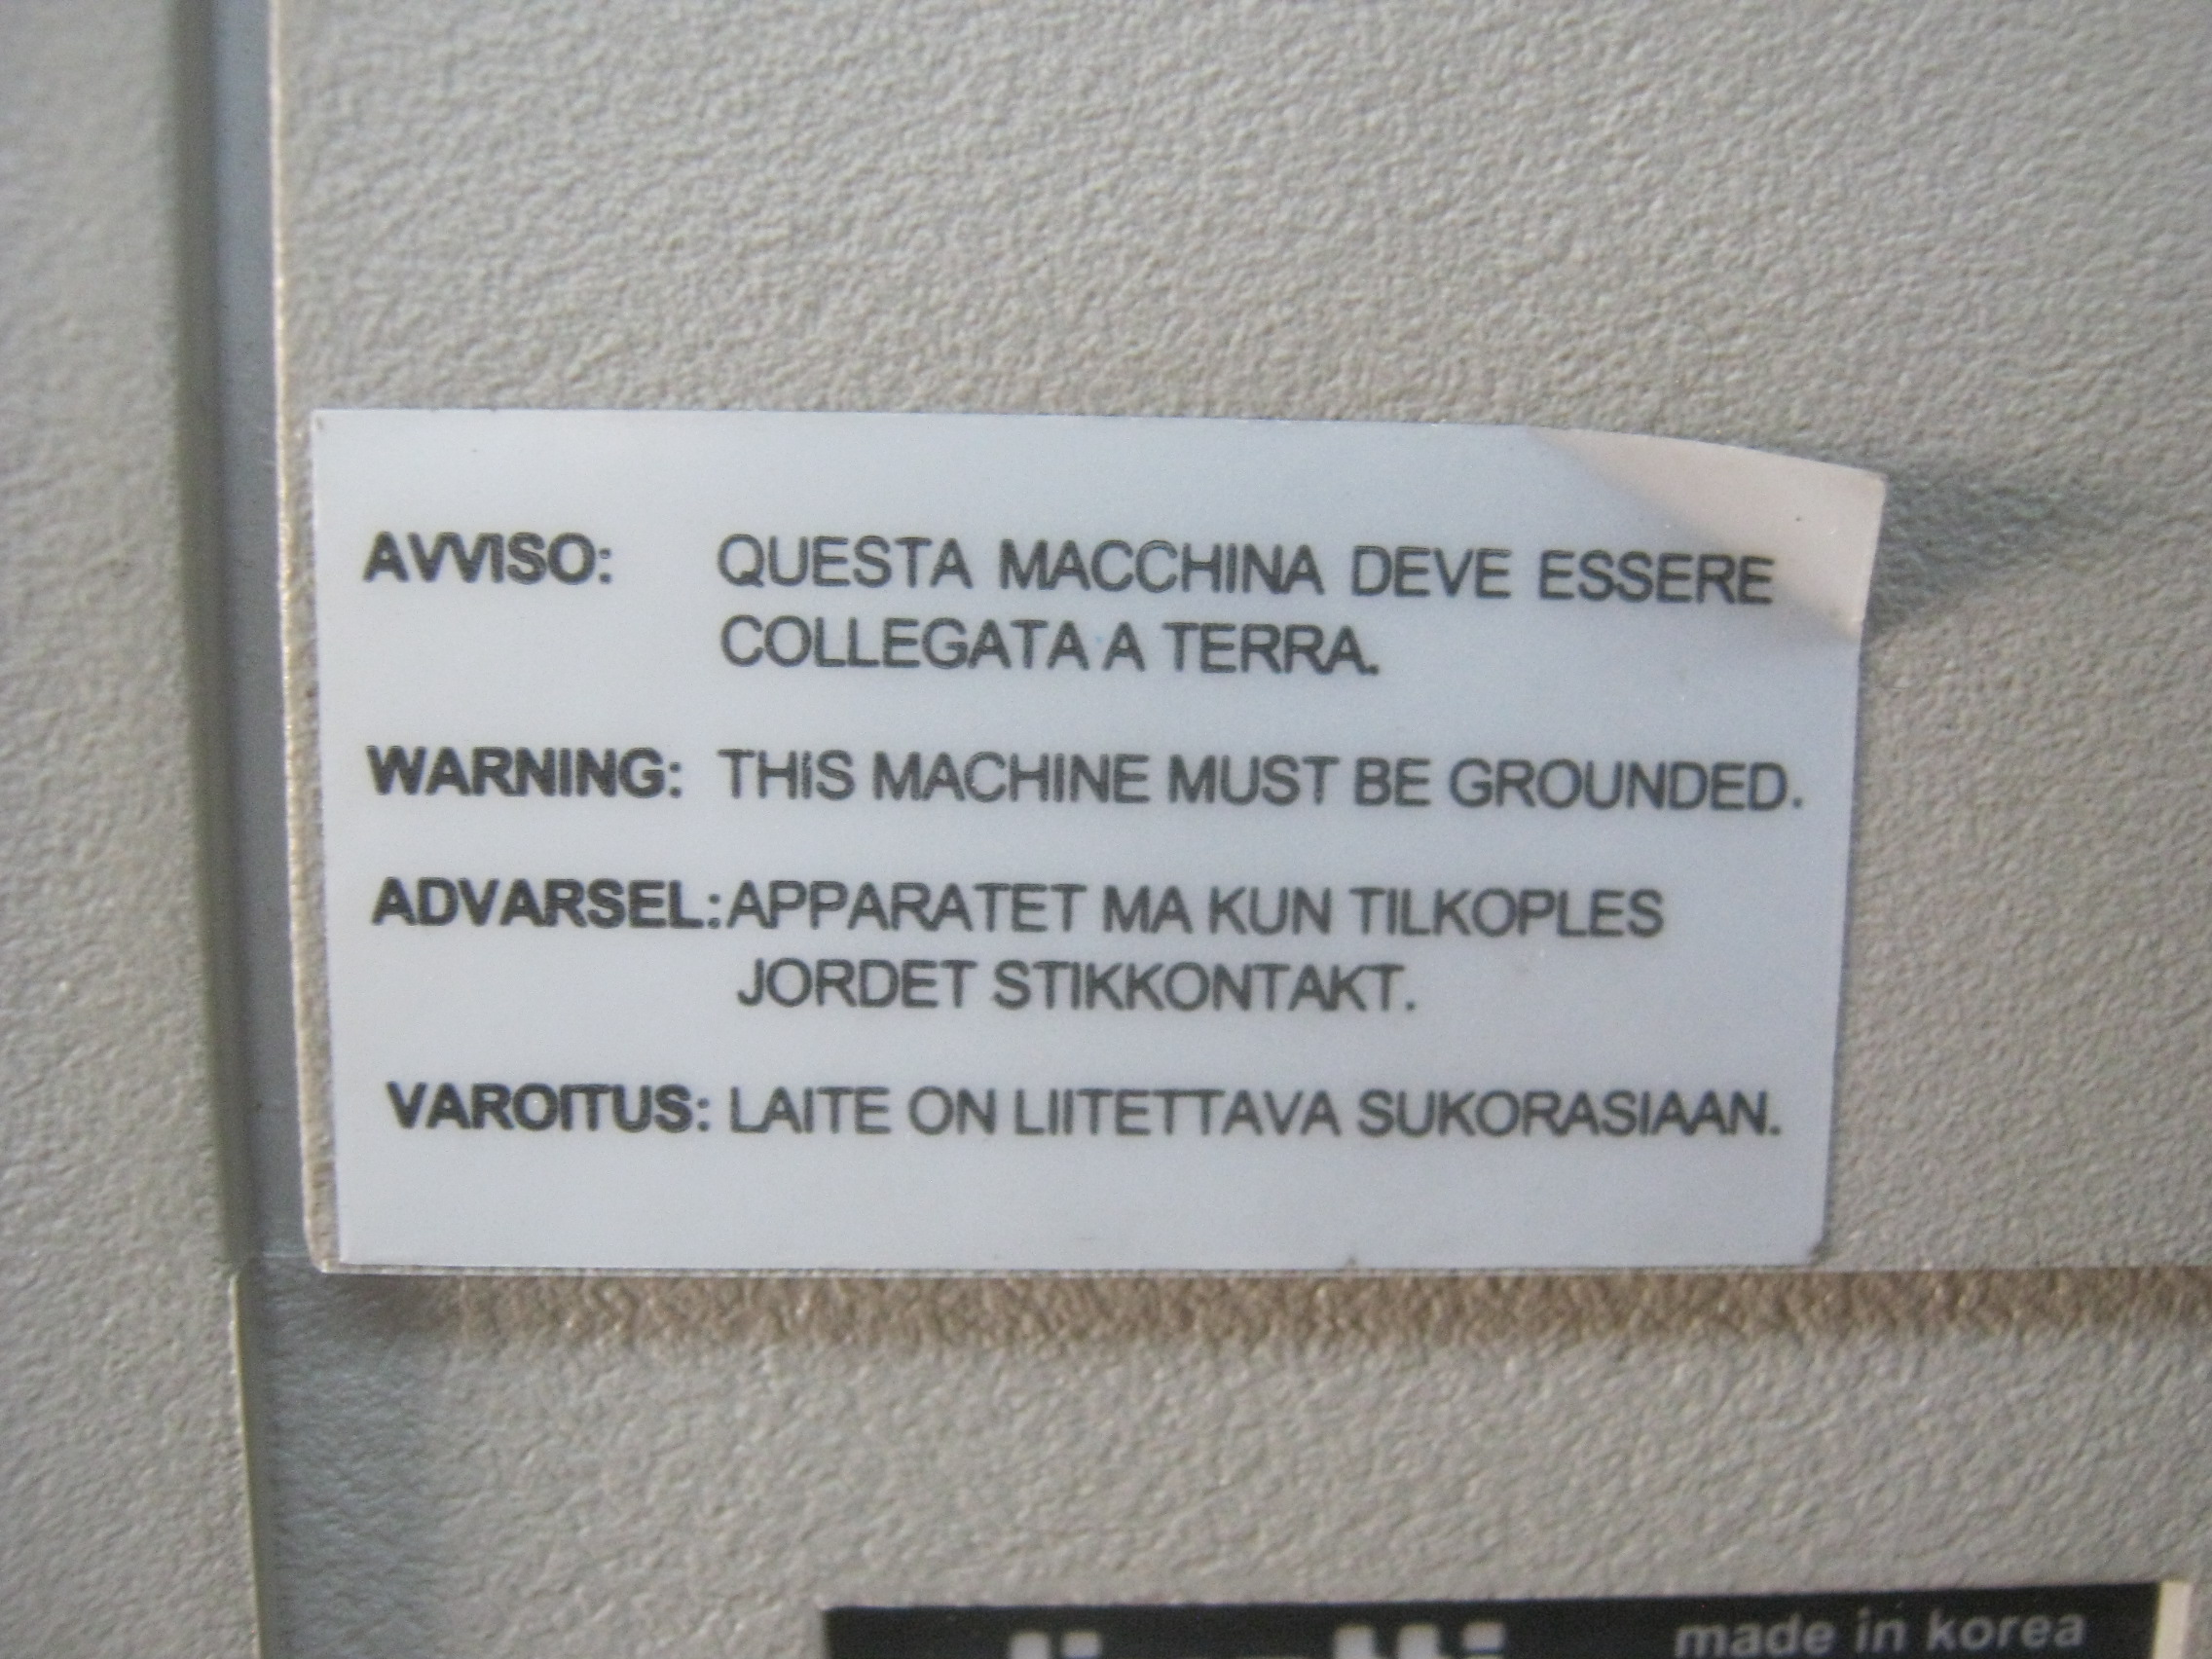 AVVISO: QUESTA MACCHINA DEVE ESSERE
COLLEGATA A TERRA.
WARNING: THIS MACHINE MUST BE GROUNDED.
ADVARSEL: APPARATET MA KUN TILKOPLES
JORDET STIKKONTAKT.
VAROITUS: LAITE ON LIITETTAVA SUKORASIAAN.
made in korea